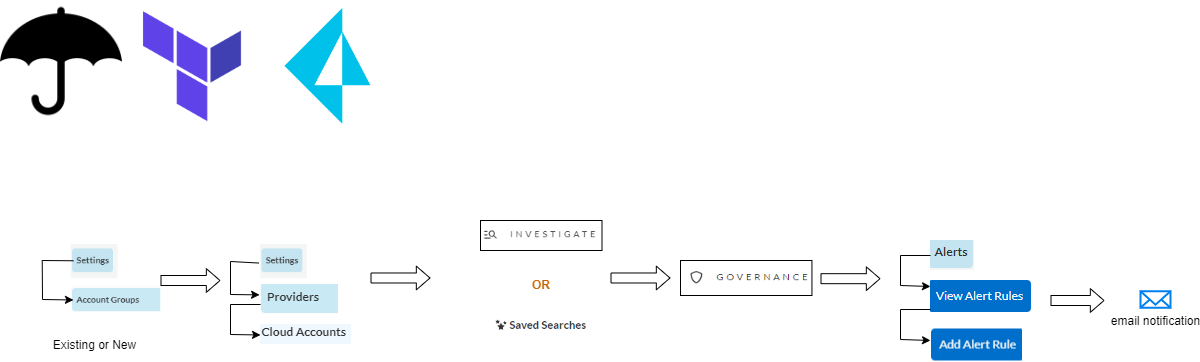 Settings
Account Groups
Existing or New
Settings
Providers
Cloud Accounts
INVESTIGATE
OR
Saved Searches
GOVERNANCE
Alerts
View Alert Rules
Add Alert Rule
email notification